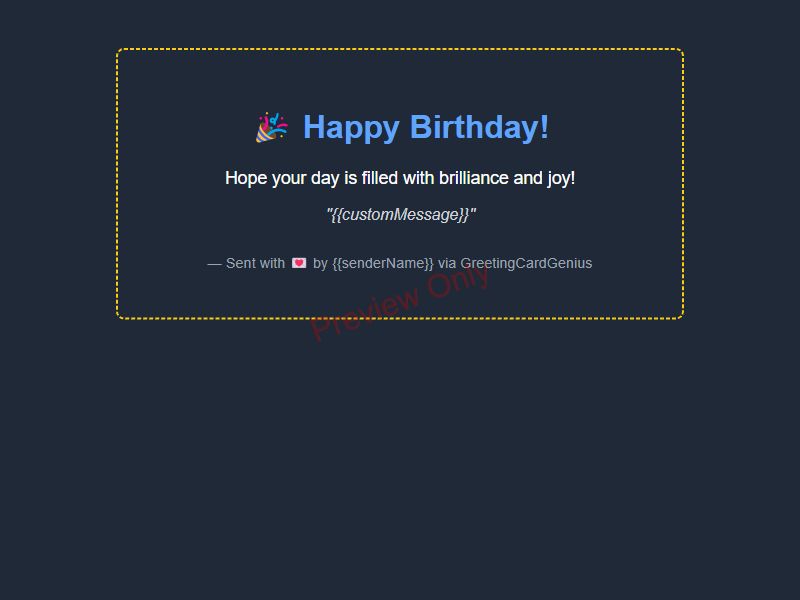 🎉 Happy Birthday!
Hope your day is filled with brilliance and joy!
"{{customMessage}}"
— Sent with 💌 by {{senderName}} via GreetingCardGenius
Preview Only